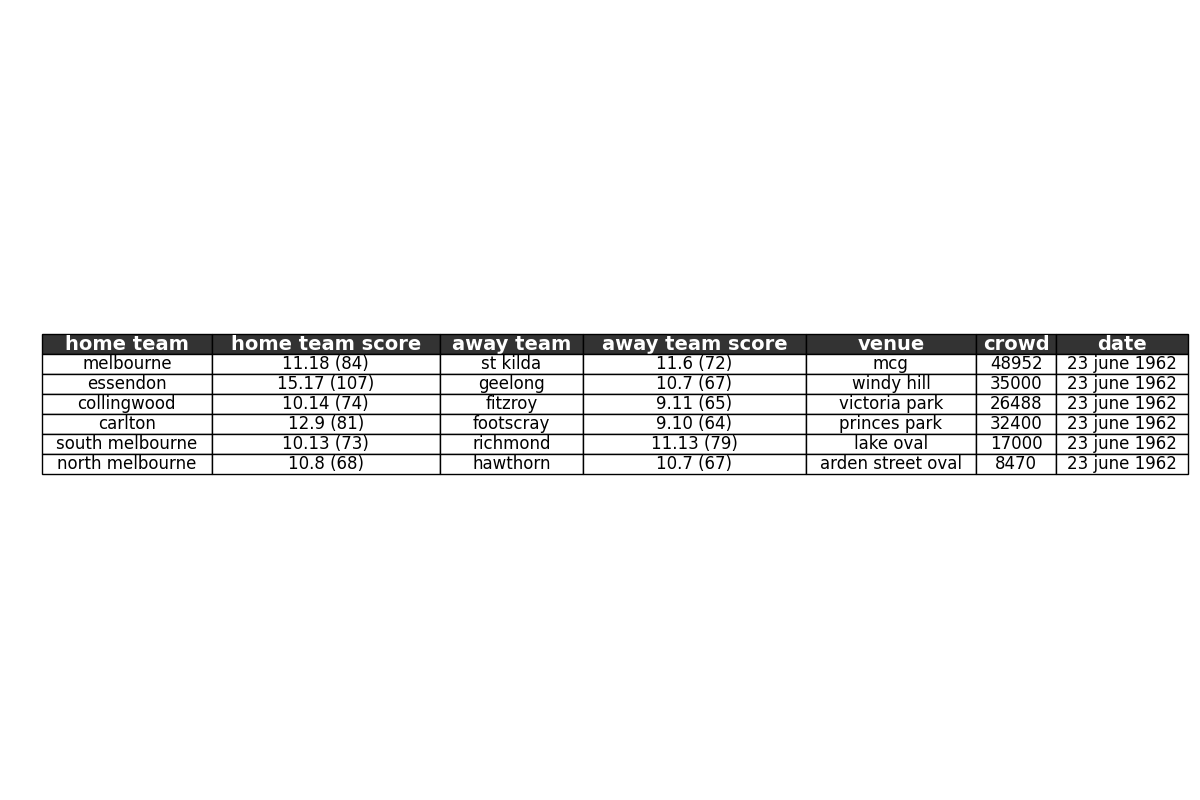 home team home team score away team away team score venue crowd date
melbourne 11.18 (84) st kilda 11.6 (72) mcg 48952 23 june 1962
essendon 15.17 (107) geelong 10.7 (67) windy hill 35000 23 june 1962
collingwood 10.14 (74) fitzroy 9.11 (65) victoria park 26488 23 june 1962
carlton 12.9 (81) footscray 9.10 (64) princes park 32400 23 june 1962
south melbourne 10.13 (73) richmond 11.13 (79) lake oval 17000 23 june 1962
north melbourne 10.8 (68) hawthorn 10.7 (67) arden street oval 8470 23 june 1962